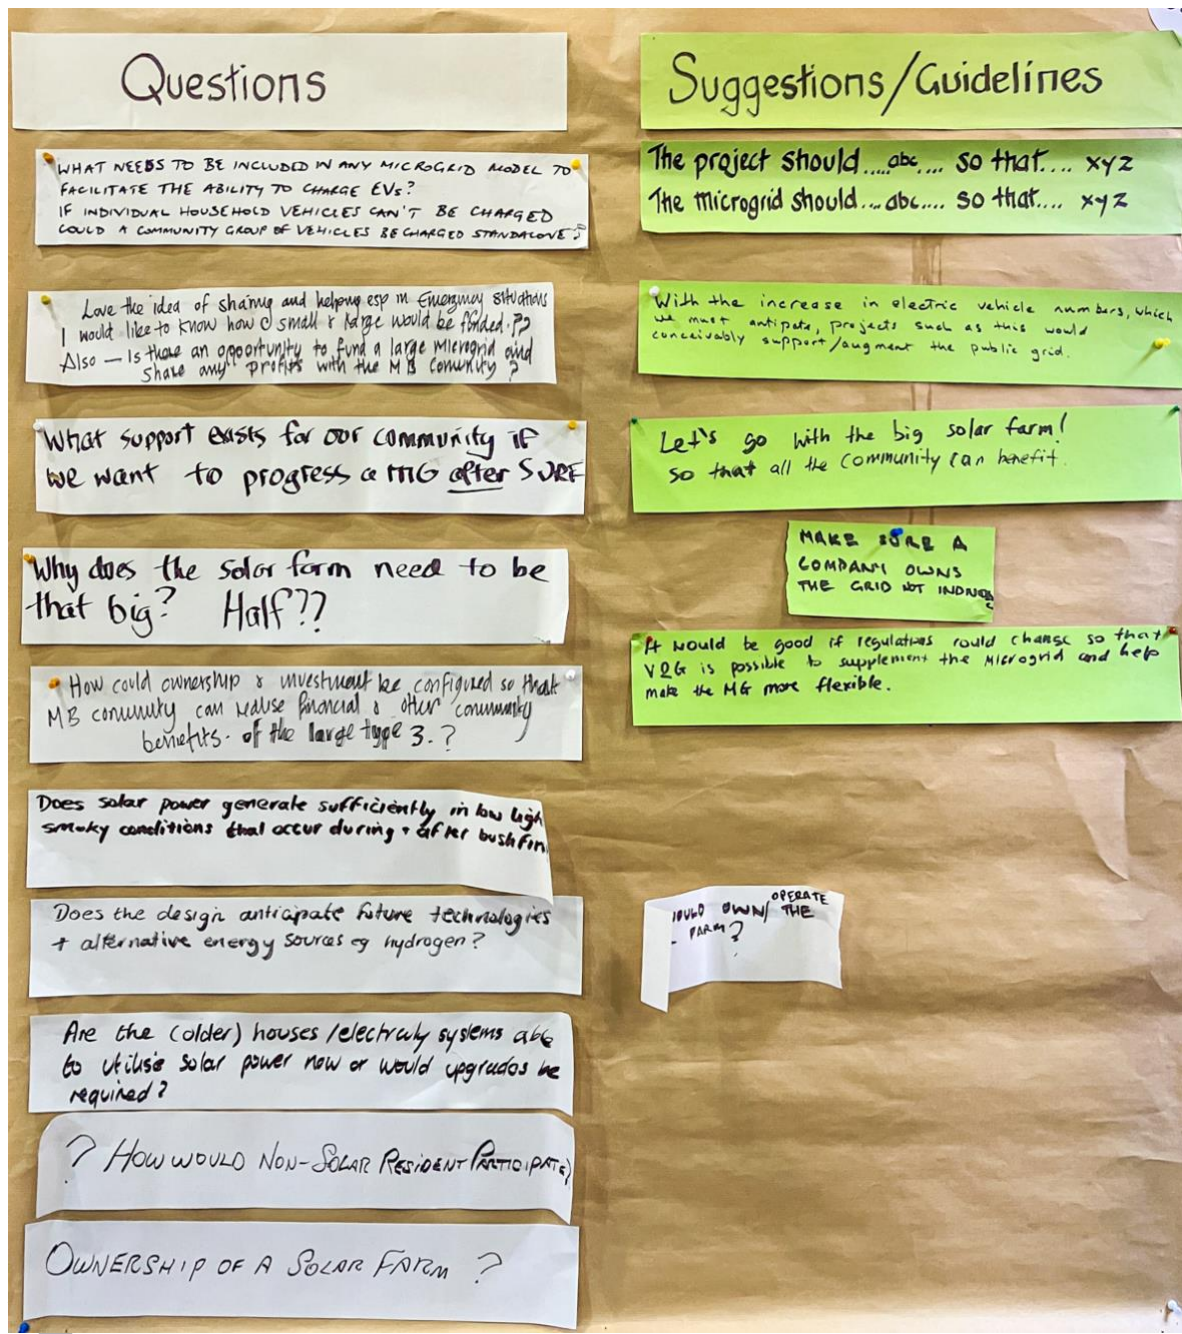 Questions
WHAT NEEDS TO BE INCLUDED IN ANY MICROGRID MODEL TO
FACILITATE THE ABILITY TO CHARGE EVs?
IF INDIVIDUAL HOUSEHOLD VEHICLES CAN'T BE CHARGED
COULD A COMMUNITY GROUP OF VEHICLES BE CHARGED STANDALONE?
Love the idea of sharing and helping esp in Emergency situations
I would like to know how small & large would be funded.??
Also — Is there an opportunity to fund a large Microgrid and
share any profits with the MB Comunity?
What support exists for our community if
we want to progress a MG after SURF
Why does the solar farm need to be
that big? Half??
How could ownership & investment be configured so that
MB comunity can realise financial & other comunity
benefits. of the large type 3.?
Does solar power generate sufficiently in low ligh
smoky conditions that occur during + after bushfir
Does the design anticipate future technologies
+ alternative energy sources eg hydrogen?
Are the (older) houses/ systems able
to utilise solar power now or would upgrades be
required?
? HOW WOULD NON-SOLAR RESIDENT PARTICIPATE?
OWNERSHIP OF A SOLAR FARM ?
Suggestions/Guidelines
The project should.....abc.... so that.... xyz
The microgrid should....abc.... so that.... xyz
With the increase in electric vehicle numbers, which
we must antipate, projects such as this would
conceivably support/augment the public grid.
Let's go with the big solar farm!
so that all the community can benefit.
MAKE SURE A
COMPANY OWNS
THE GRID NOT
It would be good if regulations could change so that
V2G is possible to supplement the Microgrid and help
make the MG more flexible.
OULD OWN/OPERATE THE
FARM?